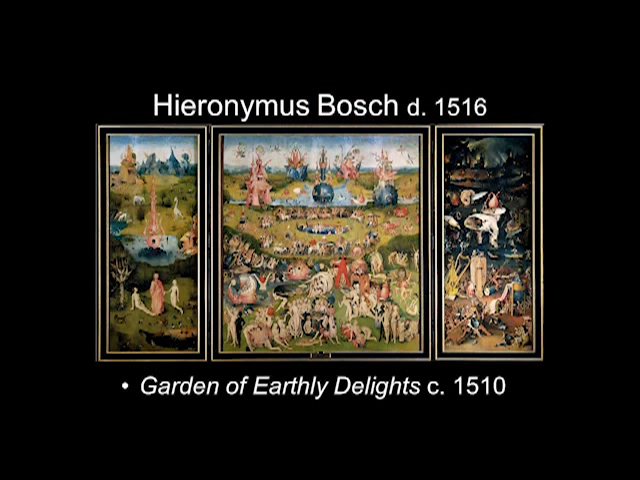 Hieronymus Bosch d. 1516
• Garden of Earthly Delights c. 1510